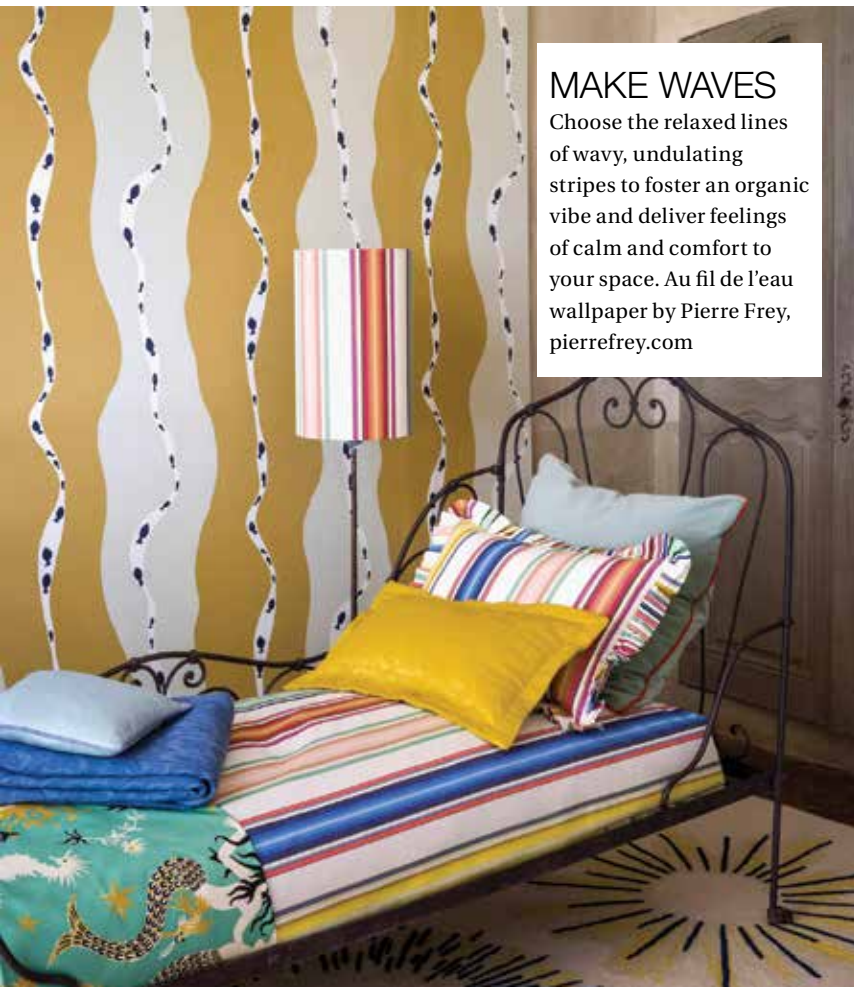 MAKE WAVES
Choose the relaxed lines
of wavy, undulating
stripes to foster an organic
vibe and deliver feelings
of calm and comfort to
your space. Au fil de l’eau
wallpaper by Pierre Frey,
pierrefrey.com